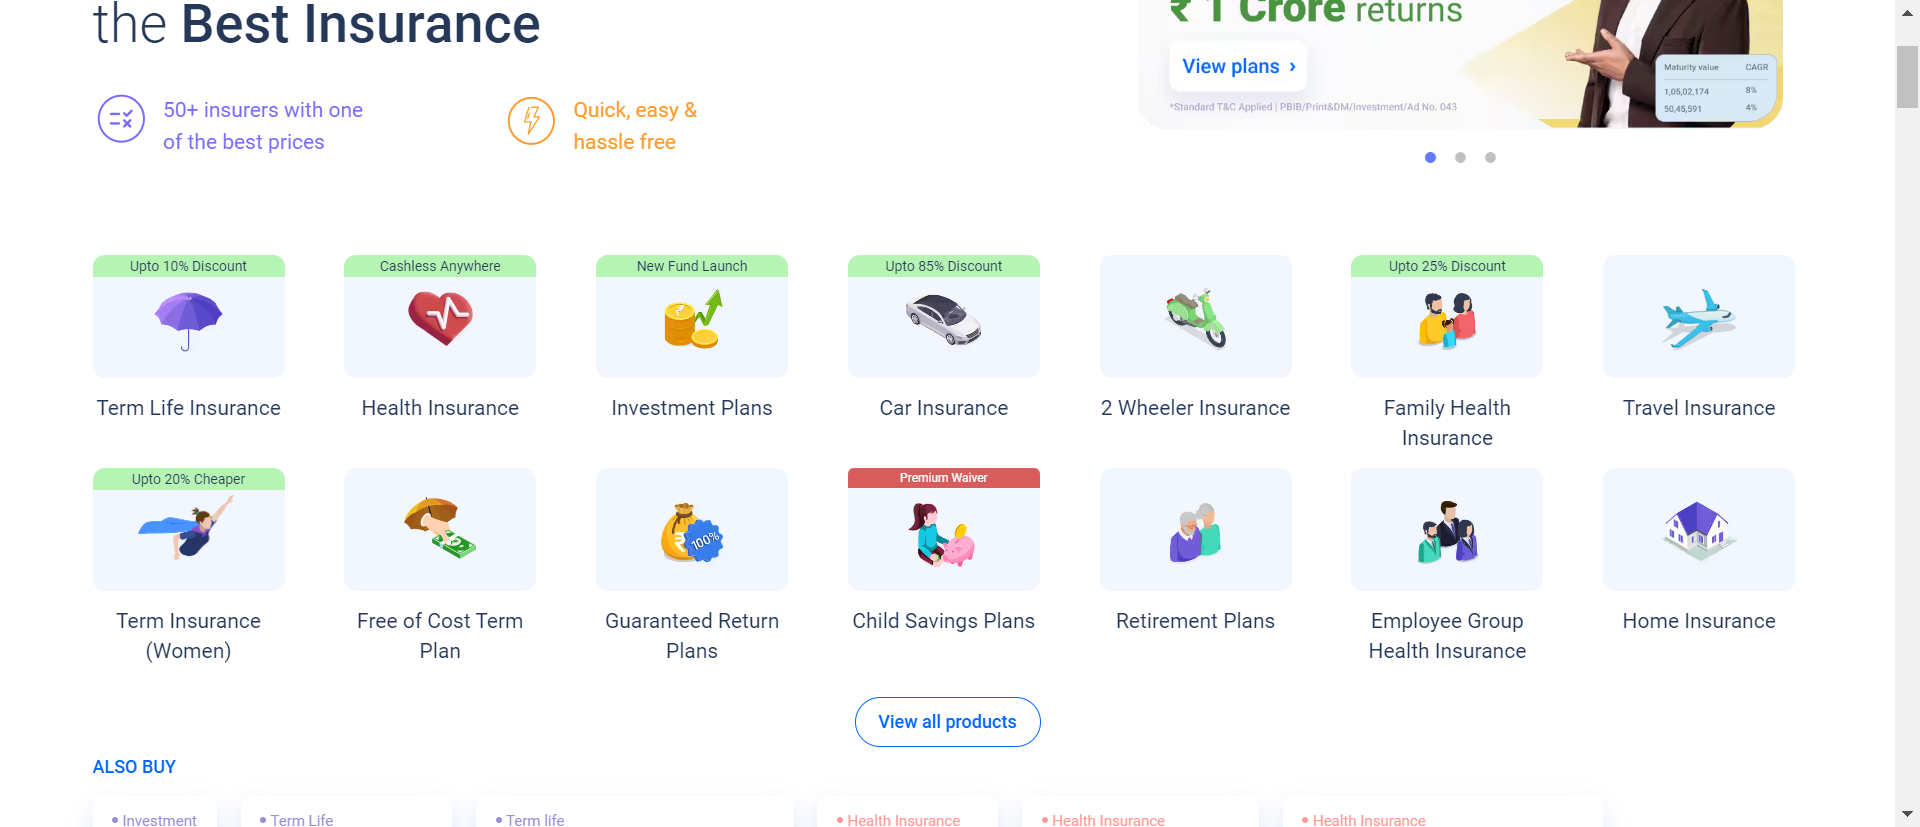 the Best Insurance
₹ 1 Crore returns
View plans ›
50+ insurers with one
of the best prices
Quick, easy &
hassle free
Maturity value CAGR
1,05,02,174 8%
50,45,591 4%
*Standard T&C Applied | PBIB/Print&DM/Investment/Ad No. 043
Upto 10% Discount
Cashless Anywhere
New Fund Launch
Upto 85% Discount
Upto 25% Discount
Term Life Insurance
Health Insurance
Investment Plans
Car Insurance
2 Wheeler Insurance
Family Health
Insurance
Travel Insurance
Upto 20% Cheaper
₹ 100%
Premium Waiver
Term Insurance
(Women)
Free of Cost Term
Plan
Guaranteed Return
Plans
Child Savings Plans
Retirement Plans
Employee Group
Health Insurance
Home Insurance
View all products
ALSO BUY
• Investment
• Term Life
• Term life
• Health Insurance
• Health Insurance
• Health Insurance